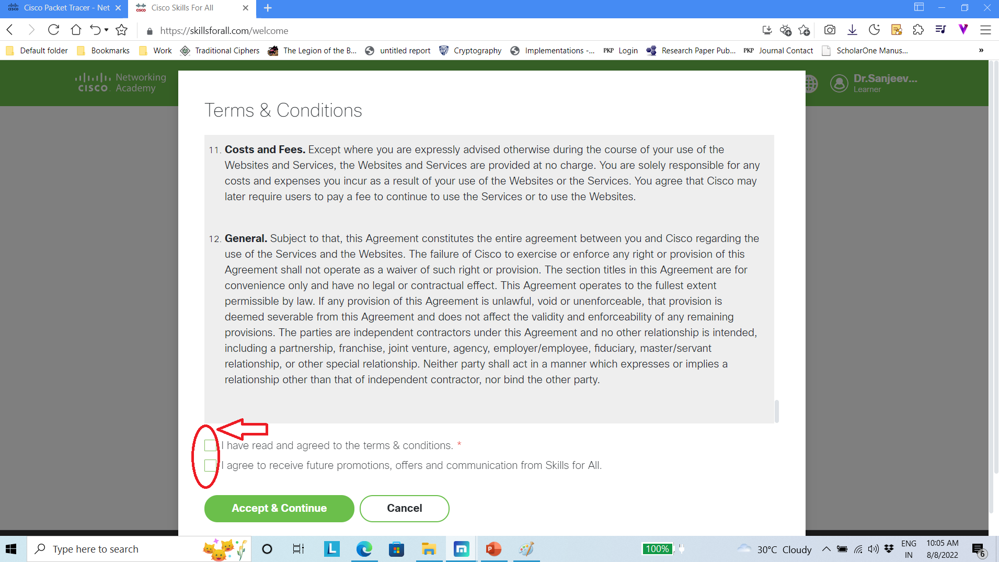 Cisco Packet Tracer - Net
Cisco Skills For All
https://skillsforall.com/welcome
Default folder
Bookmarks
Work
Traditional Ciphers
The Legion of the B...
untitled report
Cryptography
Implementations -...
PKP Login
Research Paper Pub...
PKP Journal Contact
ScholarOne Manus...
»
CISCO Networking Academy
Dr.Sanjeev...
Learner
Terms & Conditions
11. Costs and Fees. Except where you are expressly advised otherwise during the course of your use of the
Websites and Services, the Websites and Services are provided at no charge. You are solely responsible for any
costs and expenses you incur as a result of your use of the Websites or the Services. You agree that Cisco may
later require users to pay a fee to continue to use the Services or to use the Websites.
12. General. Subject to that, this Agreement constitutes the entire agreement between you and Cisco regarding the
use of the Services and the Websites. The failure of Cisco to exercise or enforce any right or provision of this
Agreement shall not operate as a waiver of such right or provision. The section titles in this Agreement are for
convenience only and have no legal or contractual effect. This Agreement operates to the fullest extent
permissible by law. If any provision of this Agreement is unlawful, void or unenforceable, that provision is
deemed severable from this Agreement and does not affect the validity and enforceability of any remaining
provisions. The parties are independent contractors under this Agreement and no other relationship is intended,
including a partnership, franchise, joint venture, agency, employer/employee, fiduciary, master/servant
relationship, or other special relationship. Neither party shall act in a manner which expresses or implies a
relationship other than that of independent contractor, nor bind the other party.
I have read and agreed to the terms & conditions. *
I agree to receive future promotions, offers and communication from Skills for All.
Accept & Continue
Cancel
Type here to search
100%
30°C Cloudy
ENG
IN
10:05 AM
8/8/2022
6